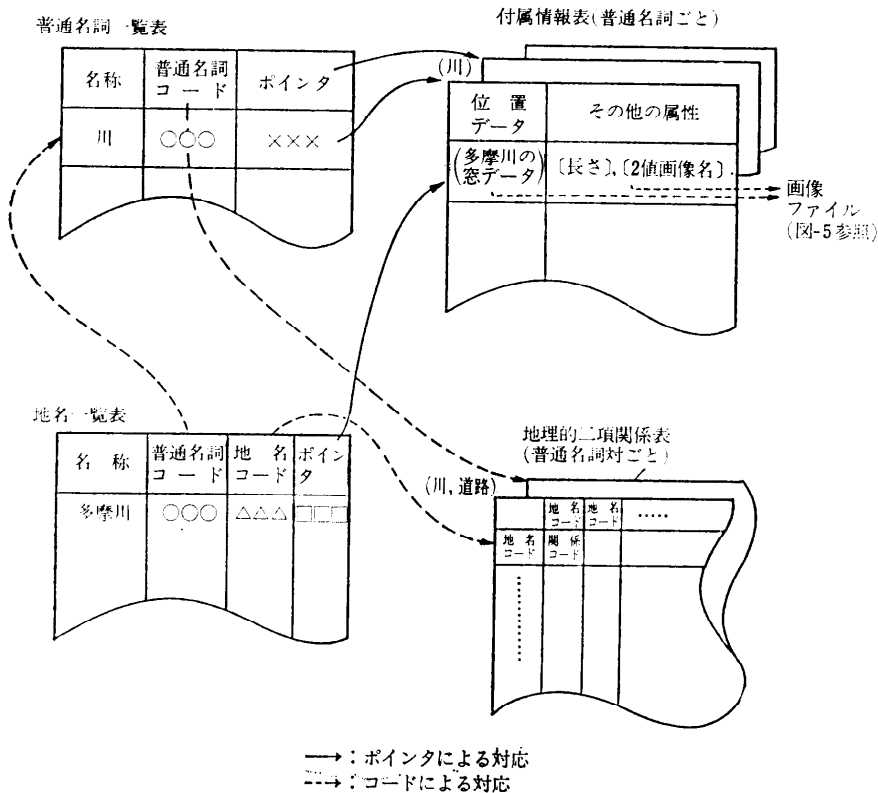 普通名詞一覧表
名称
普通名詞
コード
ポインタ
川
○○○
×××
付属情報表(普通名詞ごと)
(川)
位置
データ
その他の属性
(多摩川の
窓データ)
〔長さ〕,〔2値画像名〕.
画像
ファイル
(図-5参照)
地名一覧表
名称
普通名詞
コード
地名
コード
ポイン
タ
多摩川
○○○
△△△
□□□
地理的二項関係表
(普通名詞対ごと)
(川,道路)
地名
コード
地名
コード
・・・・・
地名
コード
関係
コード
──→:ポインタによる対応
---→:コードによる対応